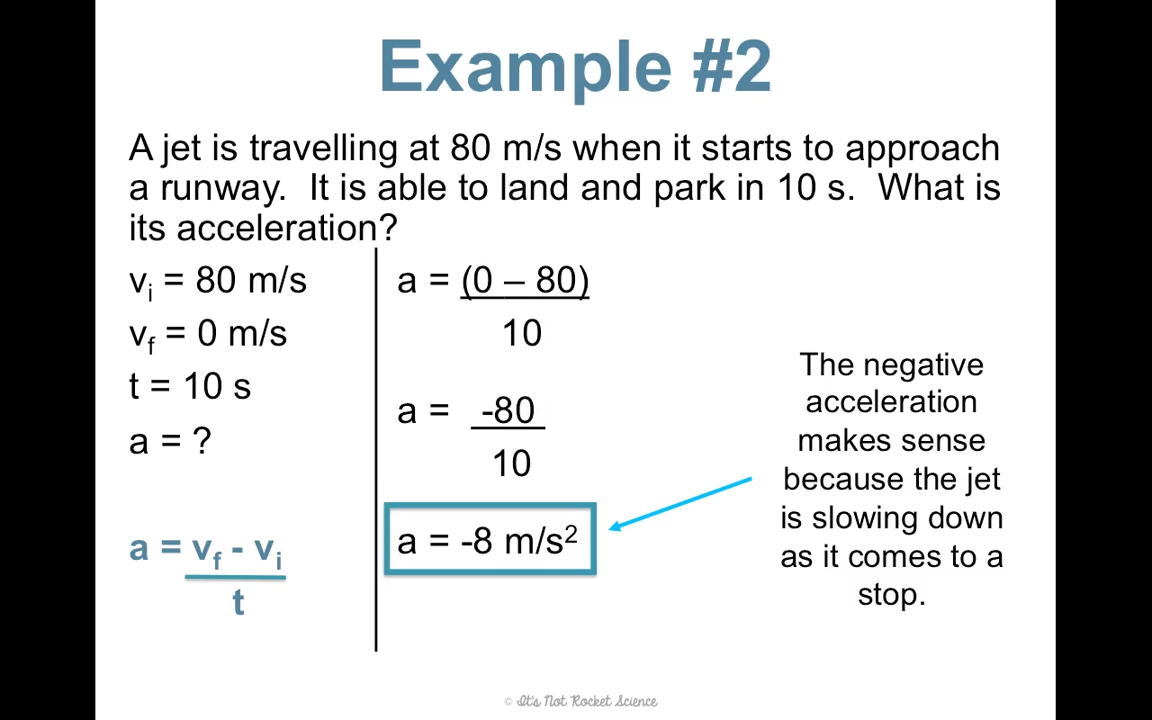 Example #2
A jet is travelling at 80 m/s when it starts to approach
a runway.  It is able to land and park in 10 s.  What is
its acceleration?
vi = 80 m/s
vf = 0 m/s
t = 10 s
a = ?
a = vf - vi
t
a = (0 – 80)
10
a = -80
10
a = -8 m/s²
The negative
acceleration
makes sense
because the jet
is slowing down
as it comes to a
stop.
© It's Not Rocket Science